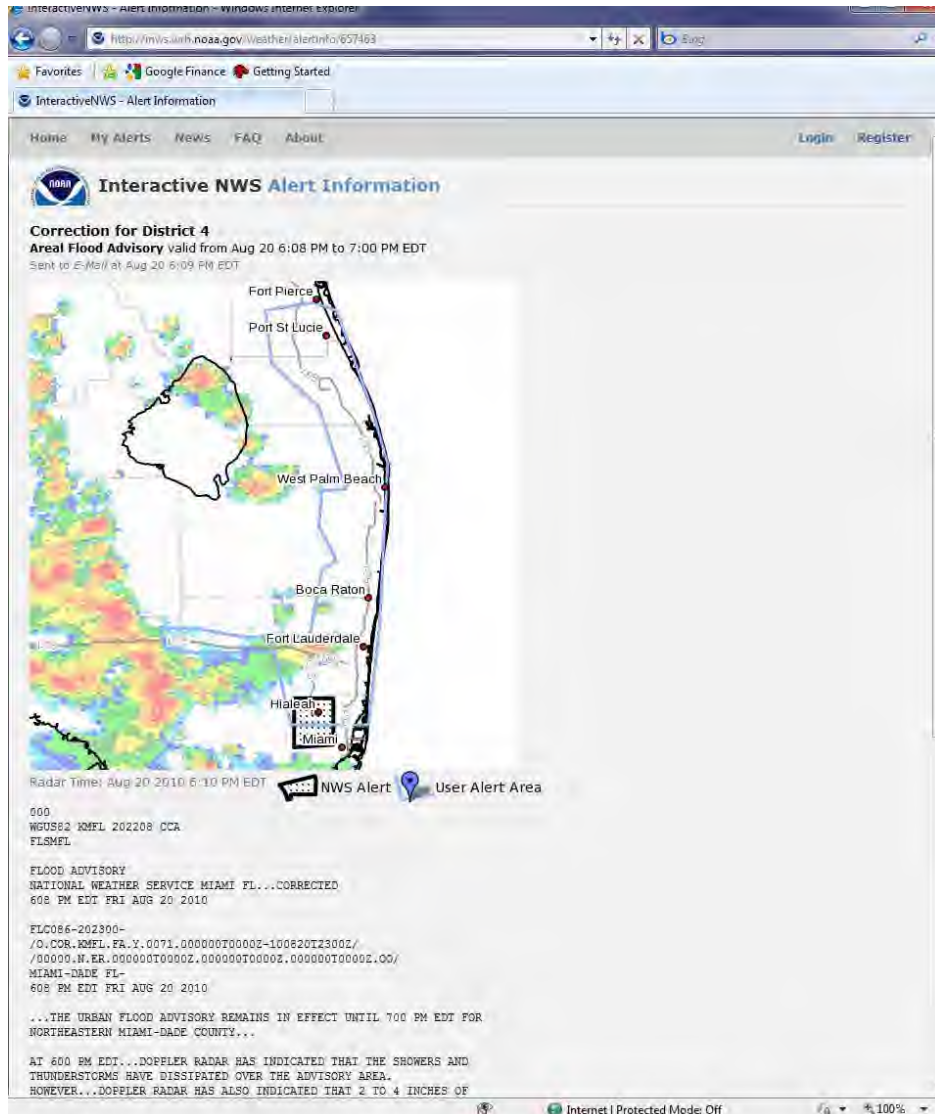 InteractiveNWS - Alert Information - Windows Internet Explorer
http://inws.wrh.noaa.gov/weather/alertinfo/657463
Bing
Favorites
Google Finance
Getting Started
InteractiveNWS - Alert Information
Home My Alerts News FAQ About
Login Register
NOAA
Interactive NWS Alert Information
Correction for District 4
Areal Flood Advisory valid from Aug 20 6:08 PM to 7:00 PM EDT
Sent to E-Mail at Aug 20 6:09 PM EDT
Fort Pierce
Port St Lucie
West Palm Beach
Boca Raton
Fort Lauderdale
Hialeah
Miami
Radar Time: Aug 20 2010 6:10 PM EDT
NWS Alert
User Alert Area
000
WGUS82 KMFL 202208 CCA
FLSMFL
FLOOD ADVISORY
NATIONAL WEATHER SERVICE MIAMI FL...CORRECTED
608 PM EDT FRI AUG 20 2010
FLC086-202300-
/O.COR.KMFL.FA.Y.0071.000000T0000Z-100820T2300Z/
/00000.N.ER.000000T0000Z.000000T0000Z.000000T0000Z.OO/
MIAMI-DADE FL-
608 PM EDT FRI AUG 20 2010
...THE URBAN FLOOD ADVISORY REMAINS IN EFFECT UNTIL 700 PM EDT FOR
NORTHEASTERN MIAMI-DADE COUNTY...
AT 600 PM EDT...DOPPLER RADAR HAS INDICATED THAT THE SHOWERS AND
THUNDERSTORMS HAVE DISSIPATED OVER THE ADVISORY AREA.
HOWEVER...DOPPLER RADAR HAS ALSO INDICATED THAT 2 TO 4 INCHES OF
Internet | Protected Mode: Off
100%